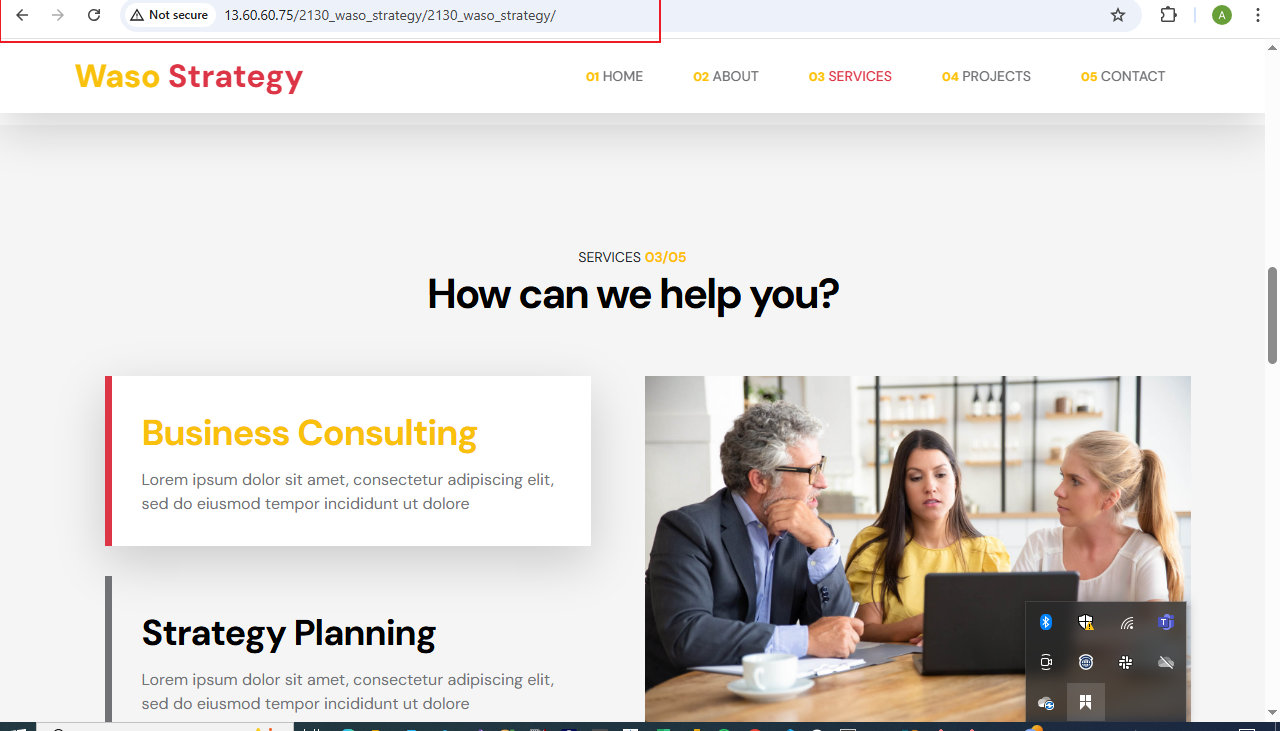 Not secure
13.60.60.75/2130_waso_strategy/2130_waso_strategy/
A
Waso Strategy
01 HOME
02 ABOUT
03 SERVICES
04 PROJECTS
05 CONTACT
SERVICES 03/05
How can we help you?
Business Consulting
Lorem ipsum dolor sit amet, consectetur adipiscing elit,
sed do eiusmod tempor incididunt ut dolore
Strategy Planning
Lorem ipsum dolor sit amet, consectetur adipiscing elit,
sed do eiusmod tempor incididunt ut dolore